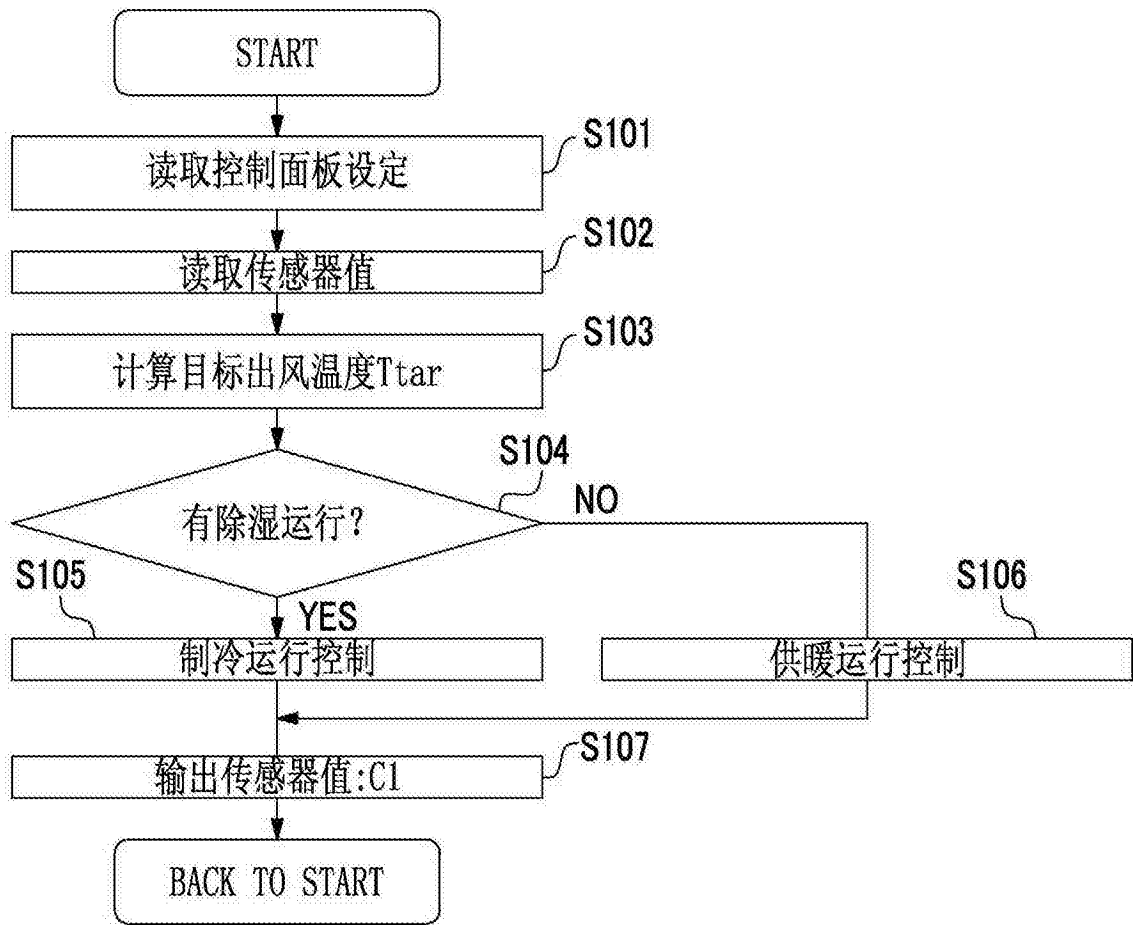 START
S101
读取控制面板设定
S102
读取传感器值
S103
计算目标出风温度Ttar
S104
有除湿运行?
NO
S105
YES
S106
制冷运行控制
供暖运行控制
S107
输出传感器值:C1
BACK TO START